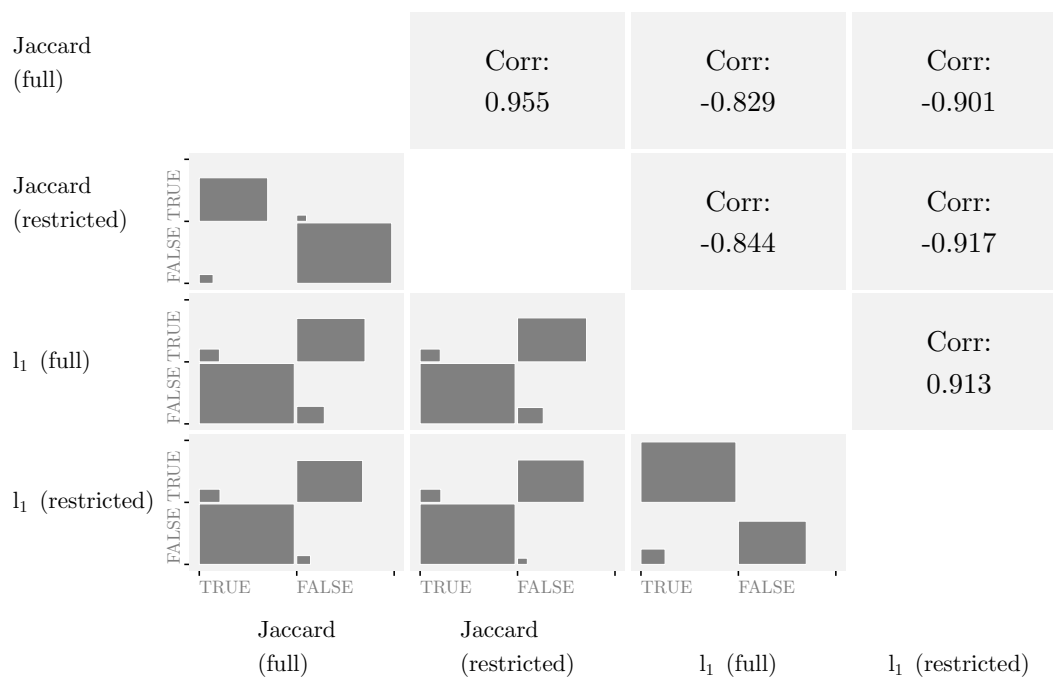 Jaccard
(full)
Corr:
0.955
Corr:
-0.829
Corr:
-0.901
Jaccard
(restricted)
FALSE TRUE
Corr:
-0.844
Corr:
-0.917
l₁ (full)
FALSE TRUE
Corr:
0.913
l₁ (restricted)
FALSE TRUE
TRUE FALSE TRUE FALSE TRUE FALSE
Jaccard
(full)
Jaccard
(restricted)
l₁ (full)
l₁ (restricted)